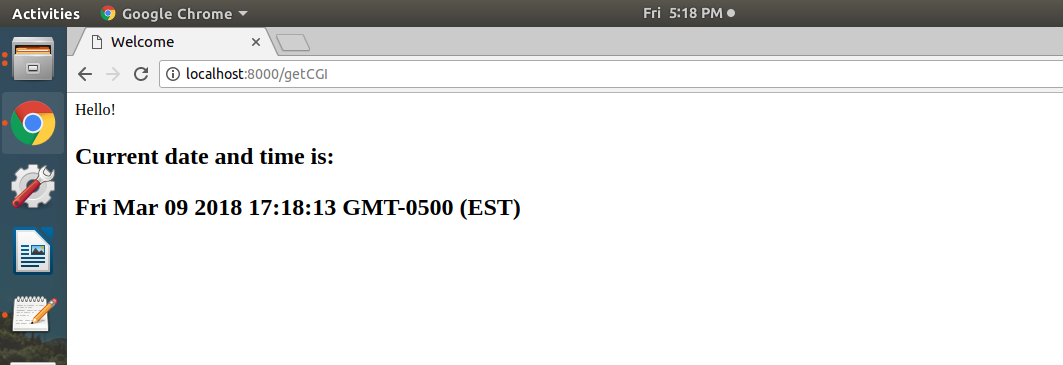 Activities Google Chrome Fri 5:18 PM
Welcome
localhost:8000/getCGI
Hello!
Current date and time is:
Fri Mar 09 2018 17:18:13 GMT-0500 (EST)